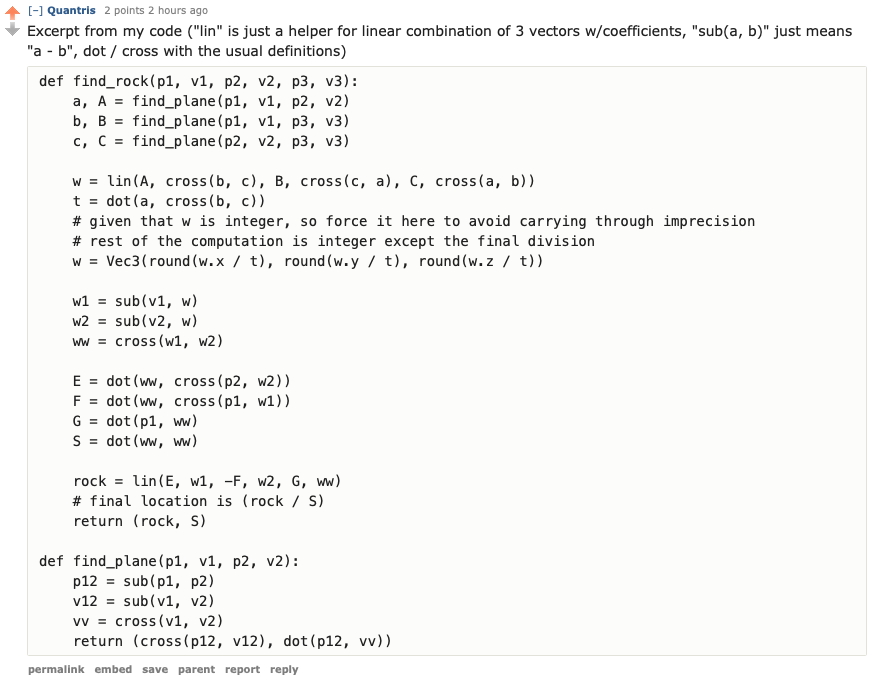 [–] Quantris 2 points 2 hours ago
Excerpt from my code ("lin" is just a helper for linear combination of 3 vectors w/coefficients, "sub(a, b)" just means
"a - b", dot / cross with the usual definitions)
def find_rock(p1, v1, p2, v2, p3, v3):
    a, A = find_plane(p1, v1, p2, v2)
    b, B = find_plane(p1, v1, p3, v3)
    c, C = find_plane(p2, v2, p3, v3)

    w = lin(A, cross(b, c), B, cross(c, a), C, cross(a, b))
    t = dot(a, cross(b, c))
    # given that w is integer, so force it here to avoid carrying through imprecision
    # rest of the computation is integer except the final division
    w = Vec3(round(w.x / t), round(w.y / t), round(w.z / t))

    w1 = sub(v1, w)
    w2 = sub(v2, w)
    ww = cross(w1, w2)

    E = dot(ww, cross(p2, w2))
    F = dot(ww, cross(p1, w1))
    G = dot(p1, ww)
    S = dot(ww, ww)

    rock = lin(E, w1, -F, w2, G, ww)
    # final location is (rock / S)
    return (rock, S)

def find_plane(p1, v1, p2, v2):
    p12 = sub(p1, p2)
    v12 = sub(v1, v2)
    vv = cross(v1, v2)
    return (cross(p12, v12), dot(p12, vv))
permalink embed save parent report reply